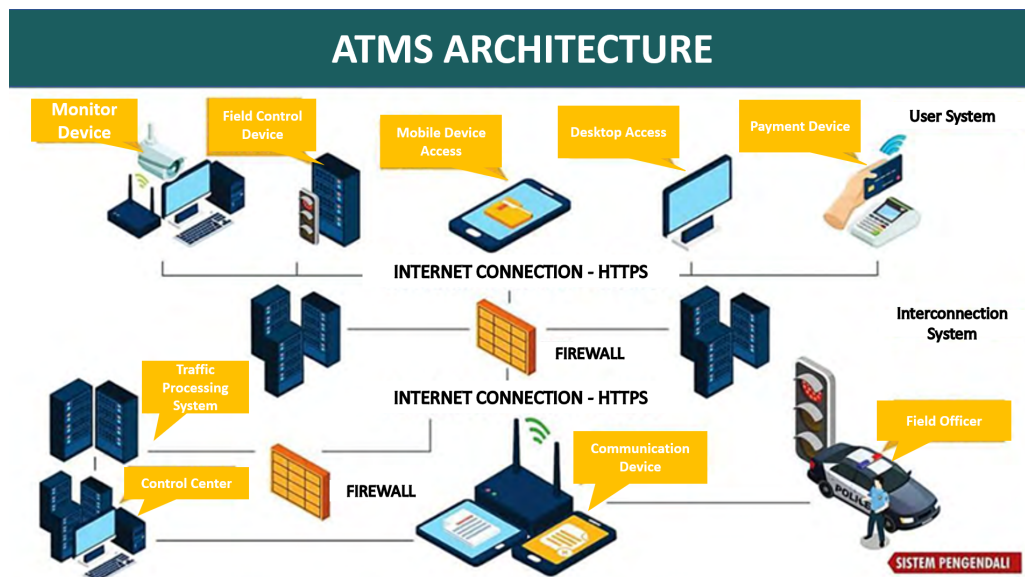 ATMS ARCHITECTURE
Monitor
Device
Field Control
Device
Mobile Device
Access
Desktop Access
Payment Device
User System
INTERNET CONNECTION - HTTPS
Interconnection
System
FIREWALL
Traffic
Processing
System
INTERNET CONNECTION - HTTPS
Field Officer
Communication
Device
Control Center
FIREWALL
POLICE
SISTEM PENGENDALI